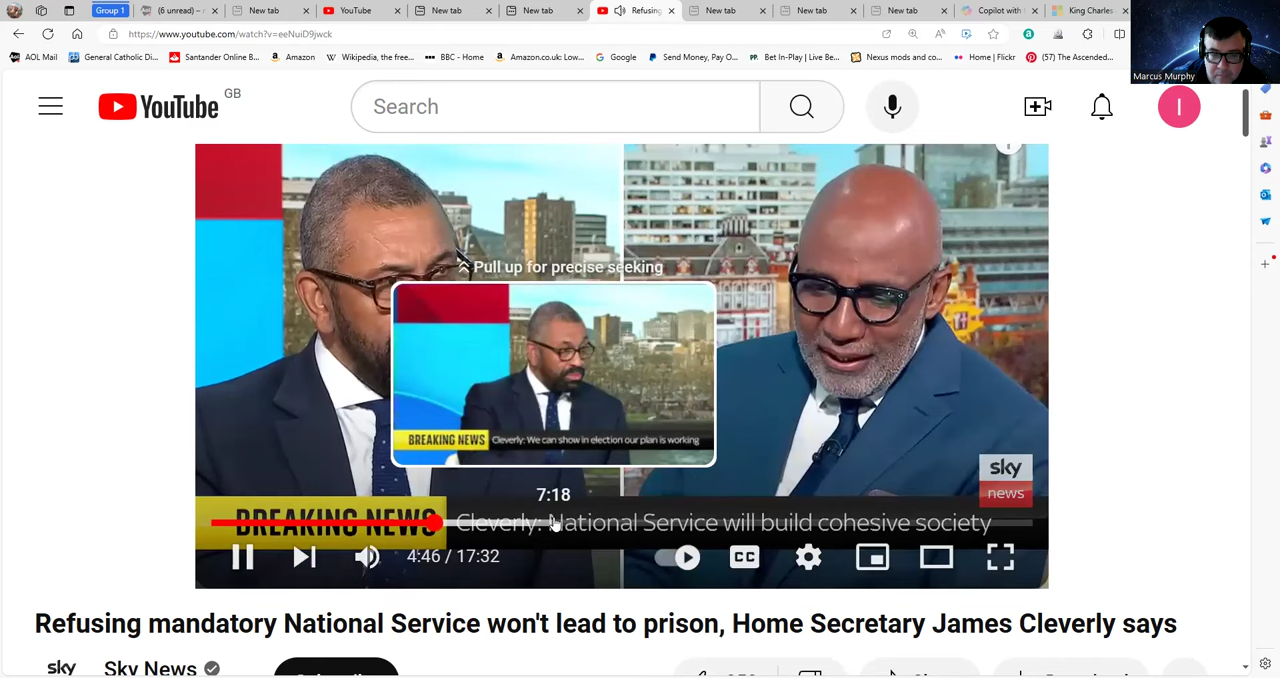 Group 1
(6 unread) –
New tab
YouTube
New tab
New tab
Refusing
New tab
New tab
New tab
Copilot with
King Charles
https://www.youtube.com/watch?v=eeNuiD9jwck
AOL Mail
General Catholic Di...
Santander Online B...
Amazon
Wikipedia, the free...
BBC - Home
Amazon.co.uk: Low...
Google
Send Money, Pay O...
Bet In-Play | Live Be...
Nexus mods and co...
Home | Flickr
(57) The Ascended...
Marcus Murphy
YouTube GB
Search
I
Pull up for precise seeking
BREAKING NEWS Cleverly: We can show in election our plan is working
7:18
sky
news
BREAKING NEWS Cleverly: National Service will build cohesive society
4:46 / 17:32
CC
Refusing mandatory National Service won't lead to prison, Home Secretary James Cleverly says
sky Sky News